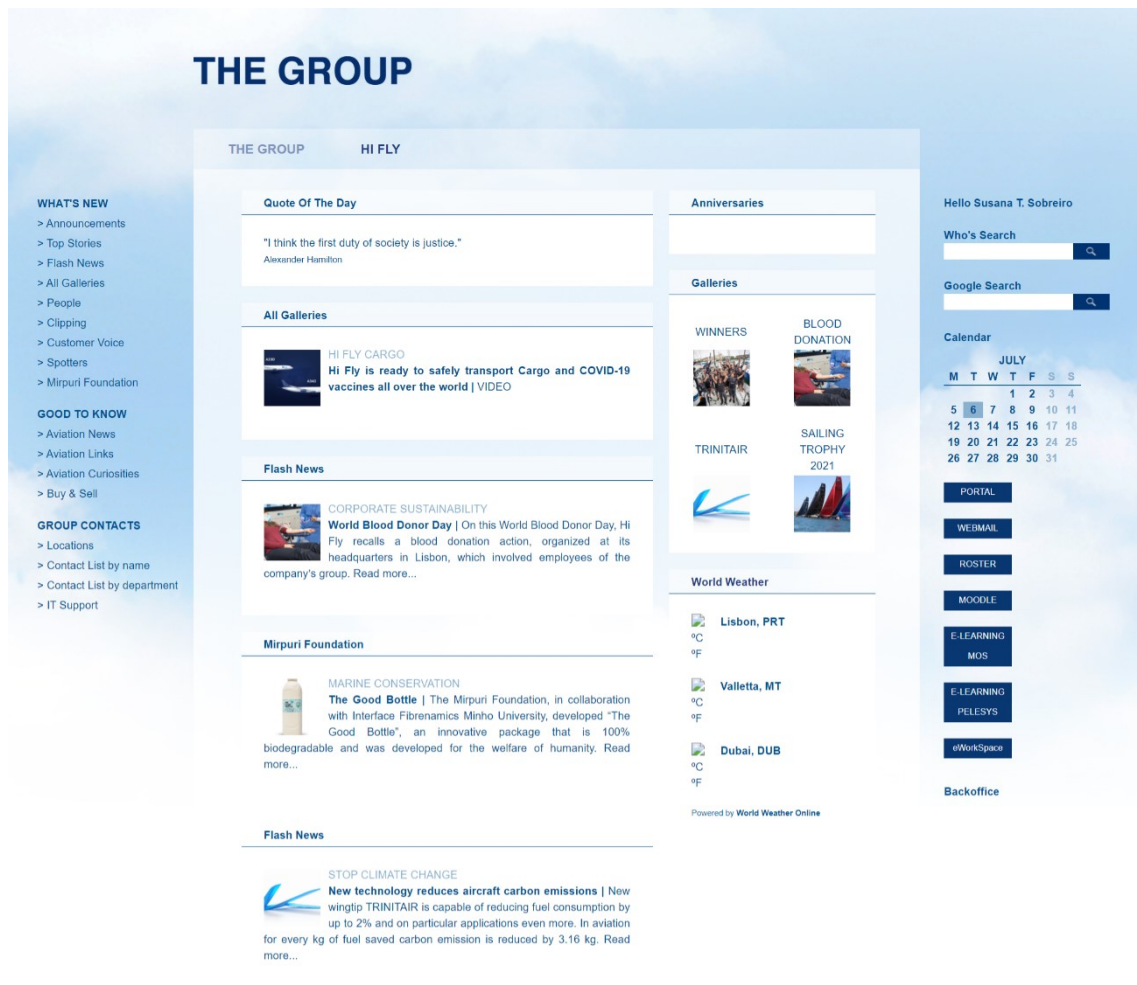 THE GROUP
THE GROUP
HI FLY
WHAT'S NEW
> Announcements
> Top Stories
> Flash News
> All Galleries
> People
> Clipping
> Customer Voice
> Spotters
> Mirpuri Foundation
GOOD TO KNOW
> Aviation News
> Aviation Links
> Aviation Curiosities
> Buy & Sell
GROUP CONTACTS
> Locations
> Contact List by name
> Contact List by department
> IT Support
Quote Of The Day
"I think the first duty of society is justice."
Alexander Hamilton
All Galleries
HI FLY CARGO
Hi Fly is ready to safely transport Cargo and COVID-19
vaccines all over the world | VIDEO
Flash News
CORPORATE SUSTAINABILITY
World Blood Donor Day | On this World Blood Donor Day, Hi
Fly recalls a blood donation action, organized at its
headquarters in Lisbon, which involved employees of the
company's group. Read more...
Mirpuri Foundation
MARINE CONSERVATION
The Good Bottle | The Mirpuri Foundation, in collaboration
with Interface Fibrenamics Minho University, developed “The
Good Bottle”, an innovative package that is 100%
biodegradable and was developed for the welfare of humanity. Read
more...
Flash News
STOP CLIMATE CHANGE
New technology reduces aircraft carbon emissions | New
wingtip TRINITAIR is capable of reducing fuel consumption by
up to 2% and on particular applications even more. In aviation
for every kg of fuel saved carbon emission is reduced by 3.16 kg. Read
more...
Anniversaries
Galleries
WINNERS
BLOOD
DONATION
TRINITAIR
SAILING
TROPHY
2021
World Weather
Lisbon, PRT
ºC
ºF
Valletta, MT
ºC
ºF
Dubai, DUB
ºC
ºF
Powered by World Weather Online
Hello Susana T. Sobreiro
Who's Search
Google Search
Calendar
JULY
M T W T F S S
1 2 3 4
5 6 7 8 9 10 11
12 13 14 15 16 17 18
19 20 21 22 23 24 25
26 27 28 29 30 31
PORTAL
WEBMAIL
ROSTER
MOODLE
E-LEARNING
MOS
E-LEARNING
PELESYS
eWorkSpace
Backoffice